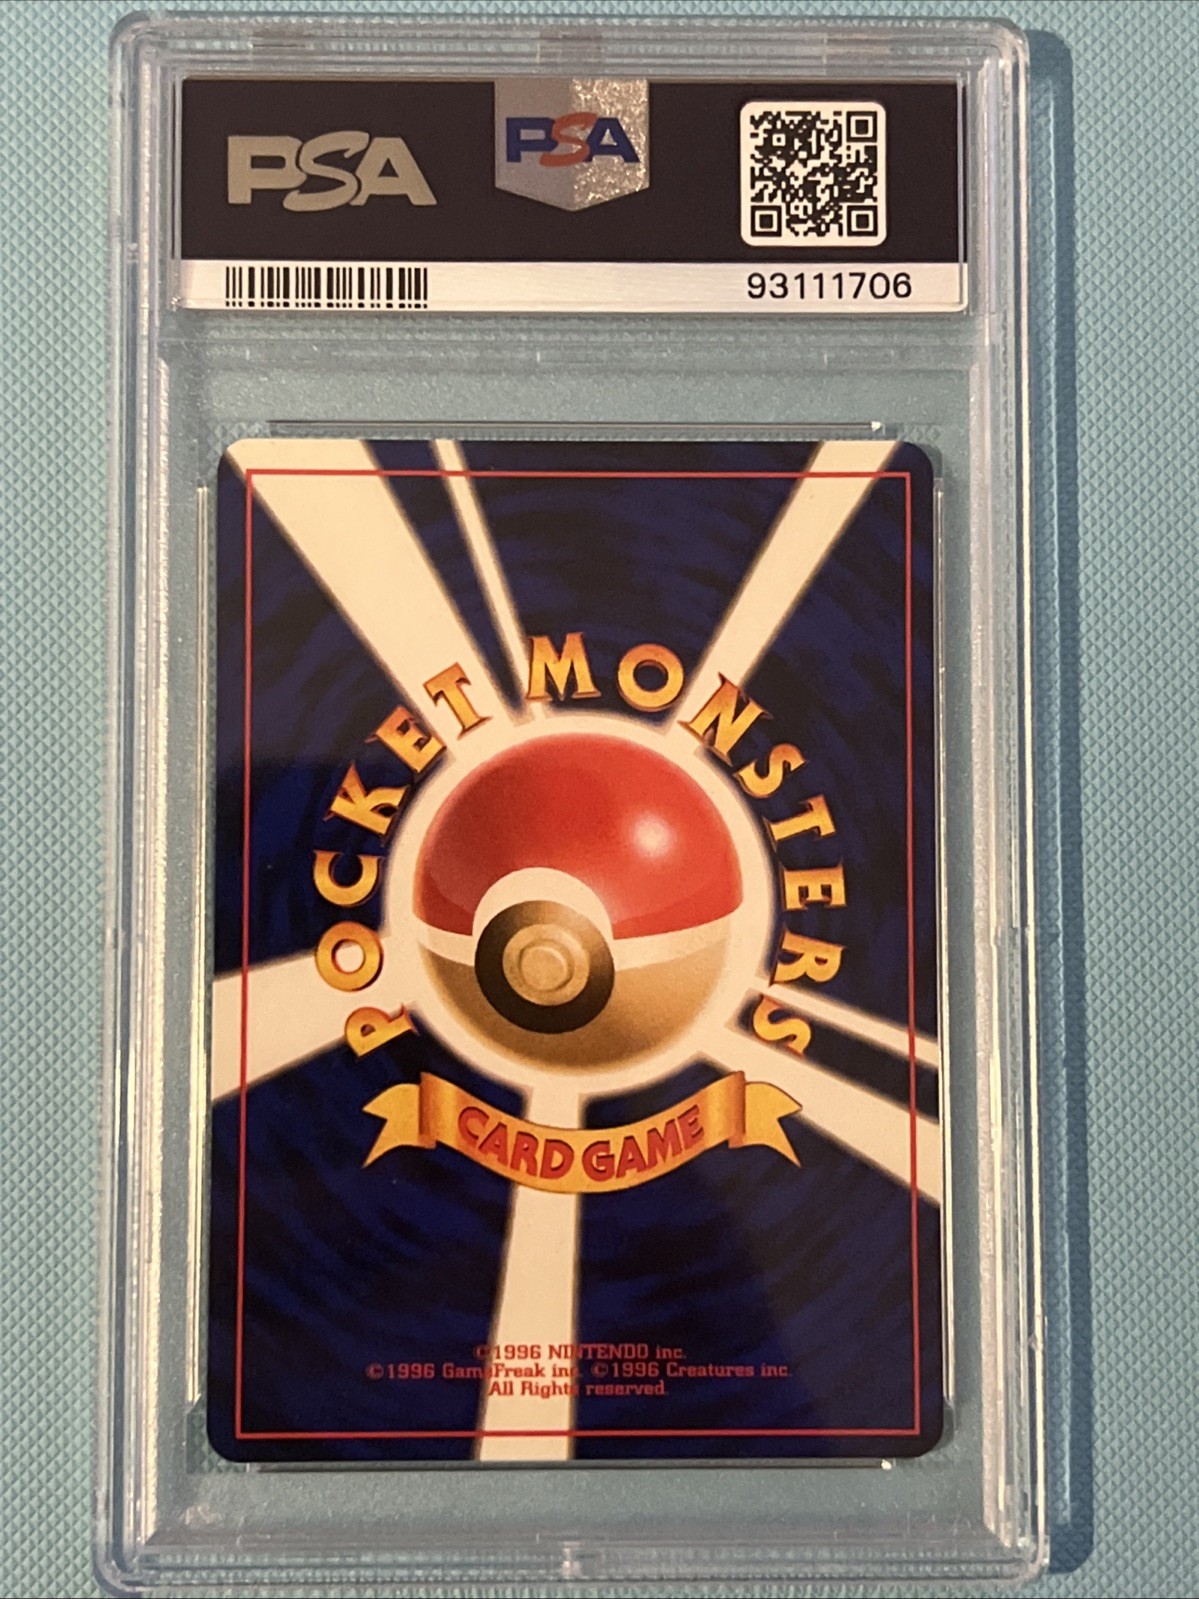 PSA
PSA
93111706
POCKET MONSTERS
CARD GAME
©1996 NINTENDO inc.
©1996 GameFreak inc. ©1996 Creatures inc.
All Rights reserved.